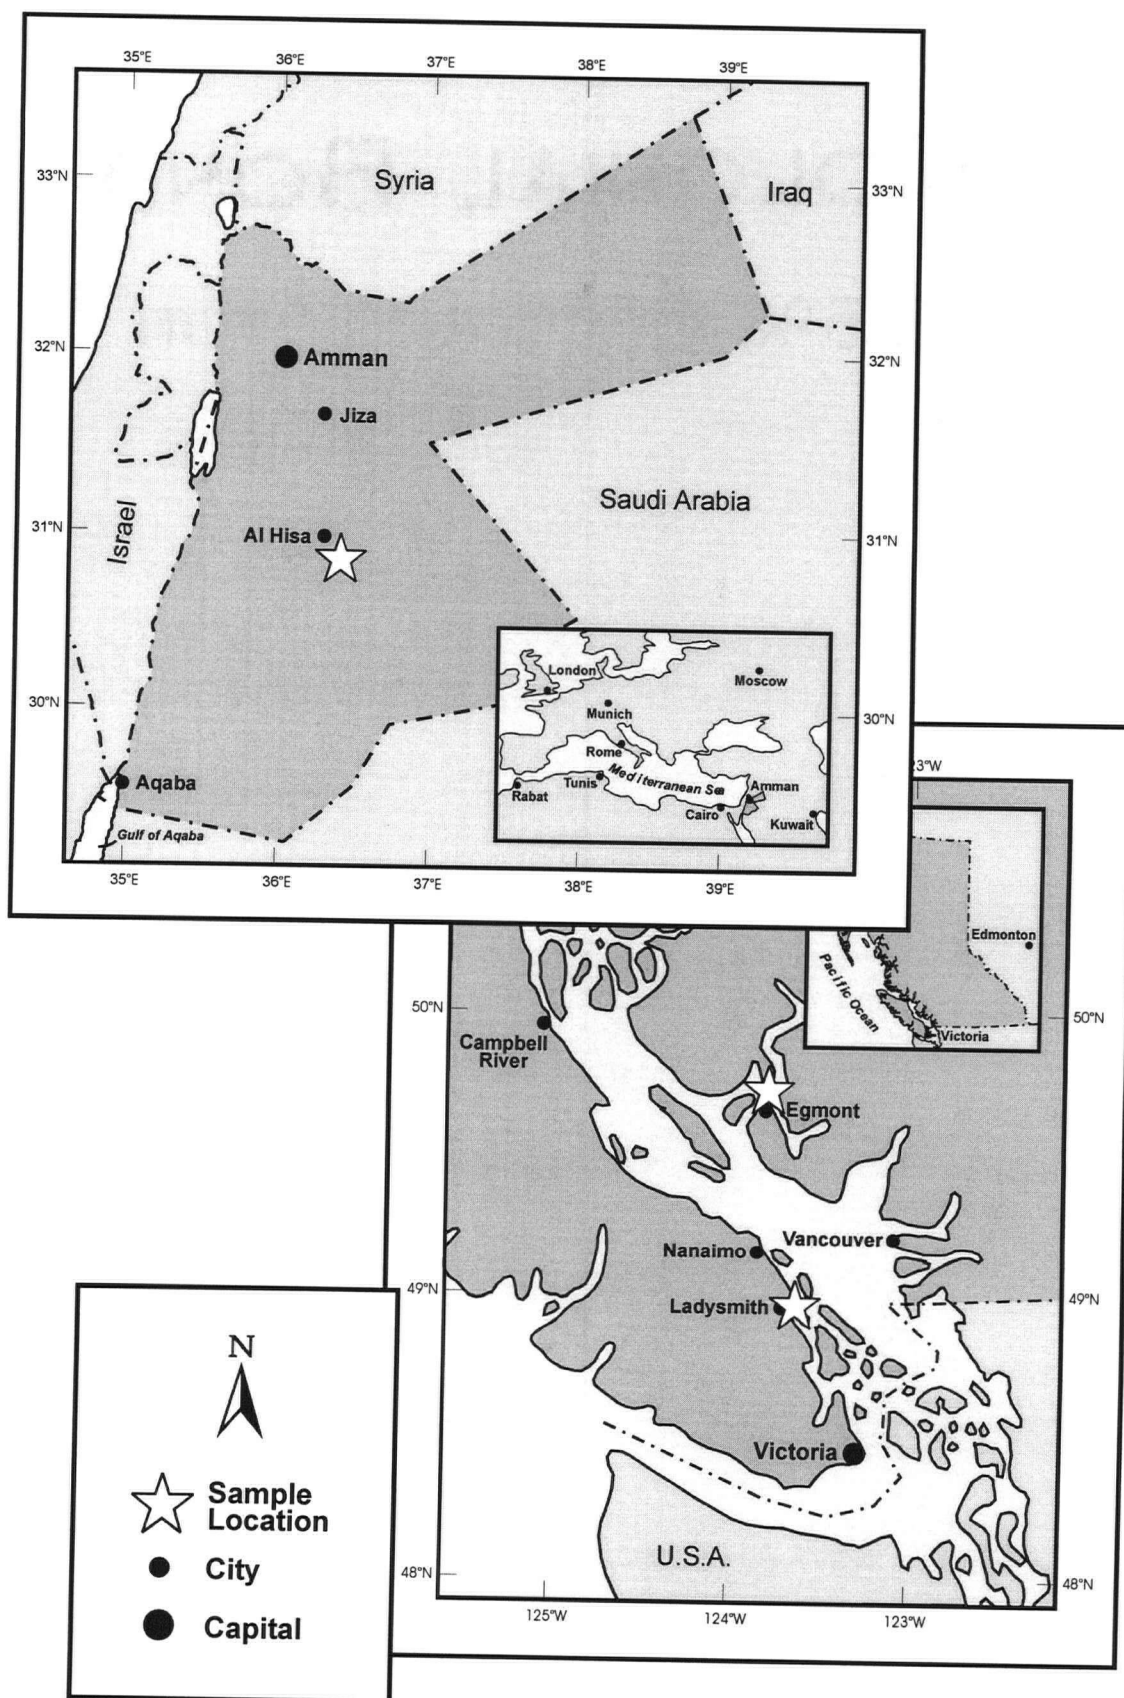 35°E
36°E
37°E
38°E
39°E
33°N
Syria
Iraq
33°N
32°N
Amman
32°N
Jiza
Saudi Arabia
31°N
Israel
Al Hisa
31°N
30°N
30°N
Aqaba
Gulf of Aqaba
35°E
36°E
37°E
38°E
39°E
London
Moscow
Munich
Rome
Mediterranean Sea
Tunis
Amman
Rabat
Cairo
Kuwait
23°W
Edmonton
Pacific Ocean
Victoria
50°N
50°N
Campbell
River
Egmont
Vancouver
Nanaimo
49°N
49°N
Ladysmith
Victoria
U.S.A.
48°N
48°N
125°W
124°W
123°W
N
Sample
Location
City
Capital